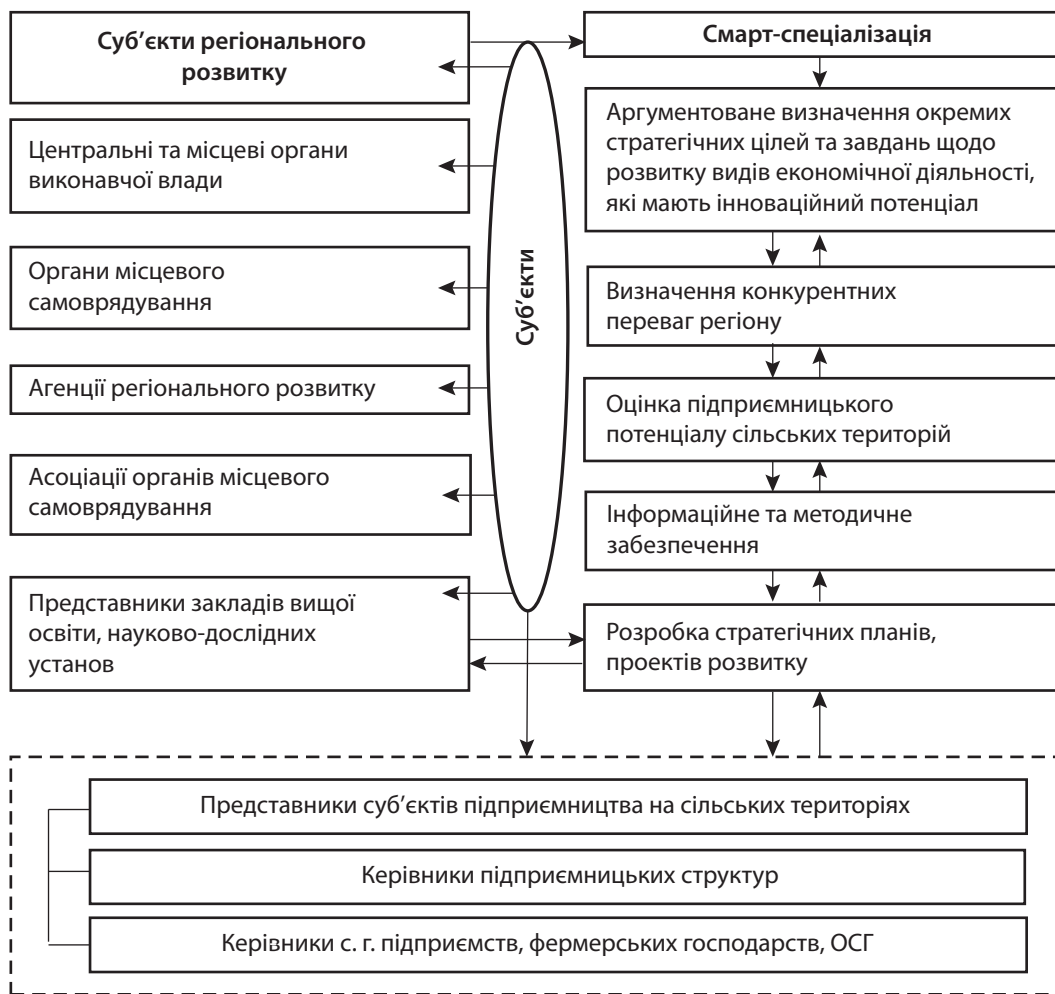 Суб'єкти регіонального
розвитку
Центральні та місцеві органи
виконавчої влади
Органи місцевого
самоврядування
Агенції регіонального розвитку
Асоціації органів місцевого
самоврядування
Представники закладів вищої
освіти, науково-дослідних
установ
Суб'єкти
Смарт-спеціалізація
Аргументоване визначення окремих
стратегічних цілей та завдань щодо
розвитку видів економічної діяльності,
які мають інноваційний потенціал
Визначення конкурентних
переваг регіону
Оцінка підприємницького
потенціалу сільських територій
Інформаційне та методичне
забезпечення
Розробка стратегічних планів,
проектів розвитку
Представники суб'єктів підприємництва на сільських територіях
Керівники підприємницьких структур
Керівники с. г. підприємств, фермерських господарств, ОСГ